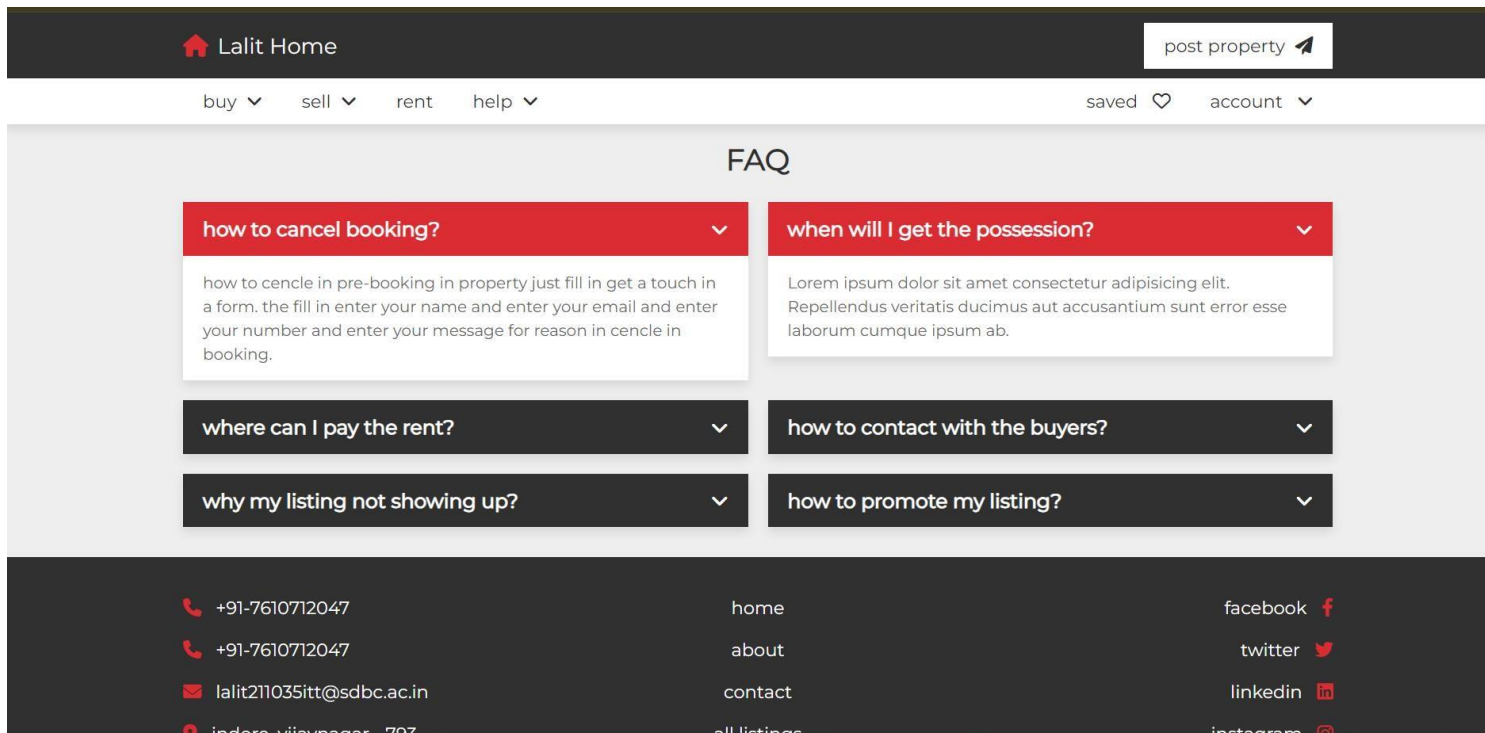 Lalit Home
post property
buy
sell
rent
help
saved
account
FAQ
how to cancel booking?
how to cencle in pre-booking in property just fill in get a touch in
a form. the fill in enter your name and enter your email and enter
your number and enter your message for reason in cencle in
booking.
when will I get the possession?
Lorem ipsum dolor sit amet consectetur adipisicing elit.
Repellendus veritatis ducimus aut accusantium sunt error esse
laborum cumque ipsum ab.
where can I pay the rent?
how to contact with the buyers?
why my listing not showing up?
how to promote my listing?
+91-7610712047
+91-7610712047
lalit211035itt@sdbc.ac.in
indore, vijaynagar - 793
home
about
contact
all listings
facebook
twitter
linkedin
instagram